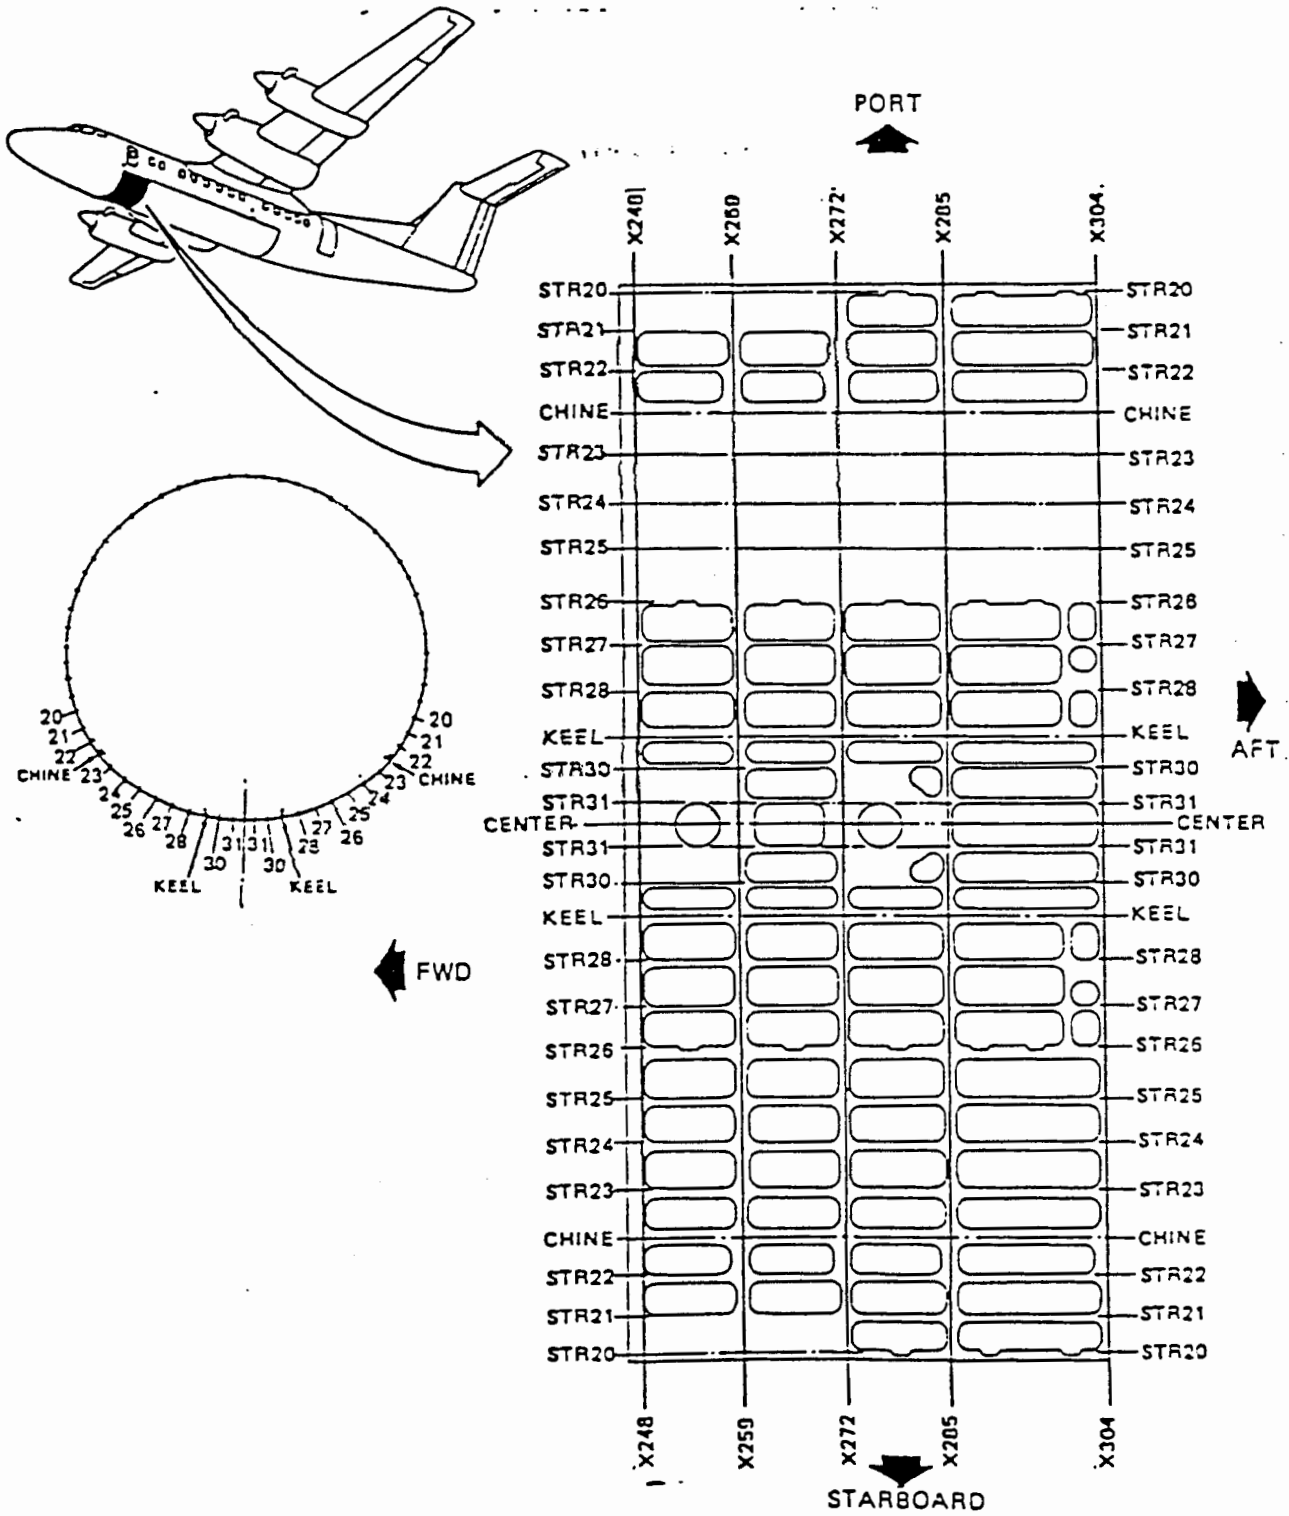 PORT
X248 X260 X272 X285 X304
STR20 STR20
STR21 STR21
STR22 STR22
CHINE CHINE
STR23 STR23
STR24 STR24
STR25 STR25
STR26 STR26
STR27 STR27
STR28 STR28
KEEL KEEL
STR30 STR30
STR31 STR31
CENTER CENTER
STR31 STR31
STR30 STR30
KEEL KEEL
STR28 STR28
STR27 STR27
STR26 STR26
STR25 STR25
STR24 STR24
STR23 STR23
CHINE CHINE
STR22 STR22
STR21 STR21
STR20 STR20
X248 X259 X272 X285 X304
STARBOARD
AFT
FWD
20 20
21 21
22 22
CHINE 23 23 CHINE
24 24
25 25
26 26
27 27
28 28
30 31 31 30
KEEL KEEL